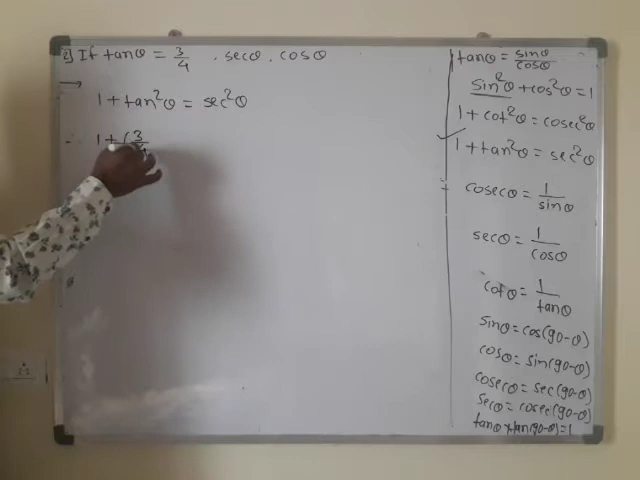 2) If tanθ = 3/4 . secθ . cosθ
→
1 + tan²θ = sec²θ
∴ 1 + (3/4
tanθ = sinθ/cosθ
sin²θ + cos²θ = 1
1 + cot²θ = cosec²θ
1 + tan²θ = sec²θ
cosecθ = 1/sinθ
secθ = 1/cosθ
cotθ = 1/tanθ
sinθ = cos(90-θ)
cosθ = sin(90-θ)
cosecθ = sec(90-θ)
secθ = cosec(90-θ)
tanθ × tan(90-θ) = 1